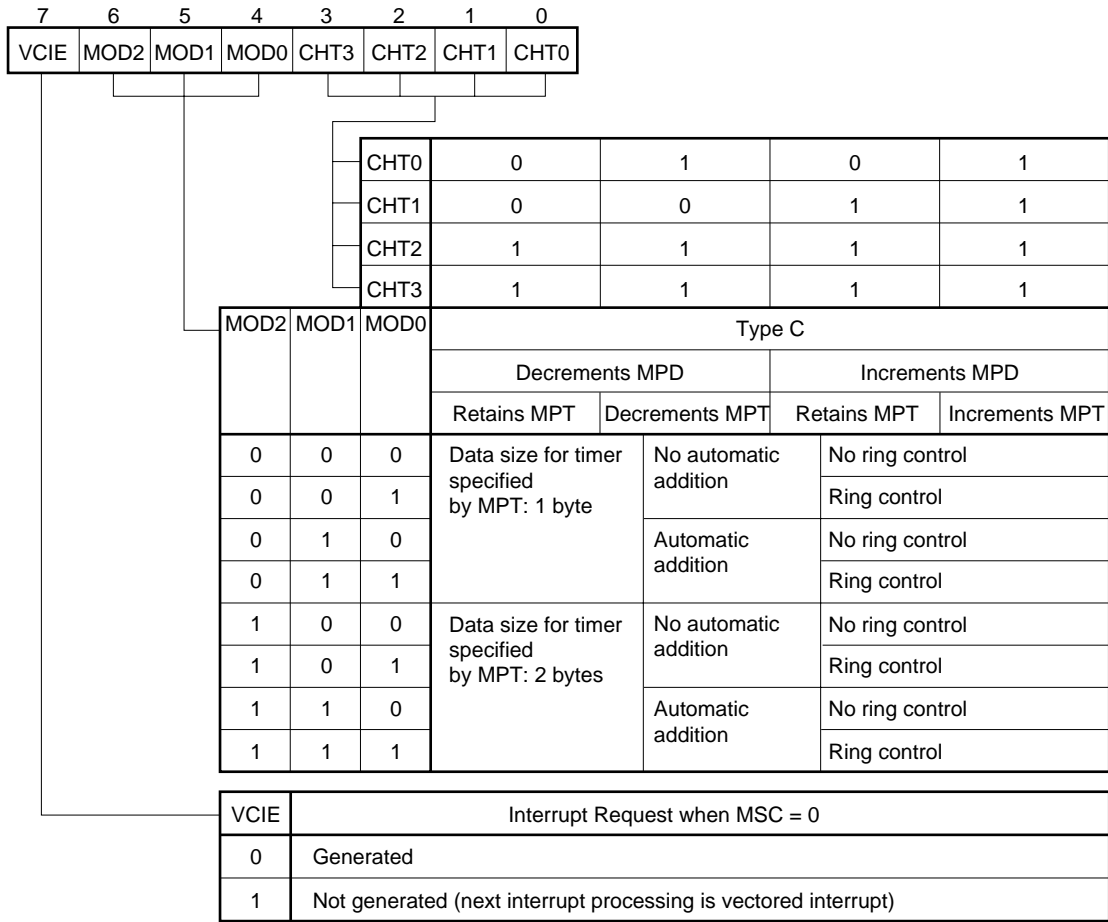 7 6 5 4 3 2 1 0
VCIE MOD2 MOD1 MOD0 CHT3 CHT2 CHT1 CHT0
CHT0 0 1 0 1
CHT1 0 0 1 1
CHT2 1 1 1 1
CHT3 1 1 1 1
MOD2 MOD1 MOD0 Type C
Decrements MPD Increments MPD
Retains MPT Decrements MPT Retains MPT Increments MPT
0 0 0 Data size for timer No automatic No ring control
specified addition
0 0 1 by MPT: 1 byte Ring control
0 1 0 Automatic No ring control
addition
0 1 1 Ring control
1 0 0 Data size for timer No automatic No ring control
specified addition
1 0 1 by MPT: 2 bytes Ring control
1 1 0 Automatic No ring control
addition
1 1 1 Ring control
VCIE Interrupt Request when MSC = 0
0 Generated
1 Not generated (next interrupt processing is vectored interrupt)